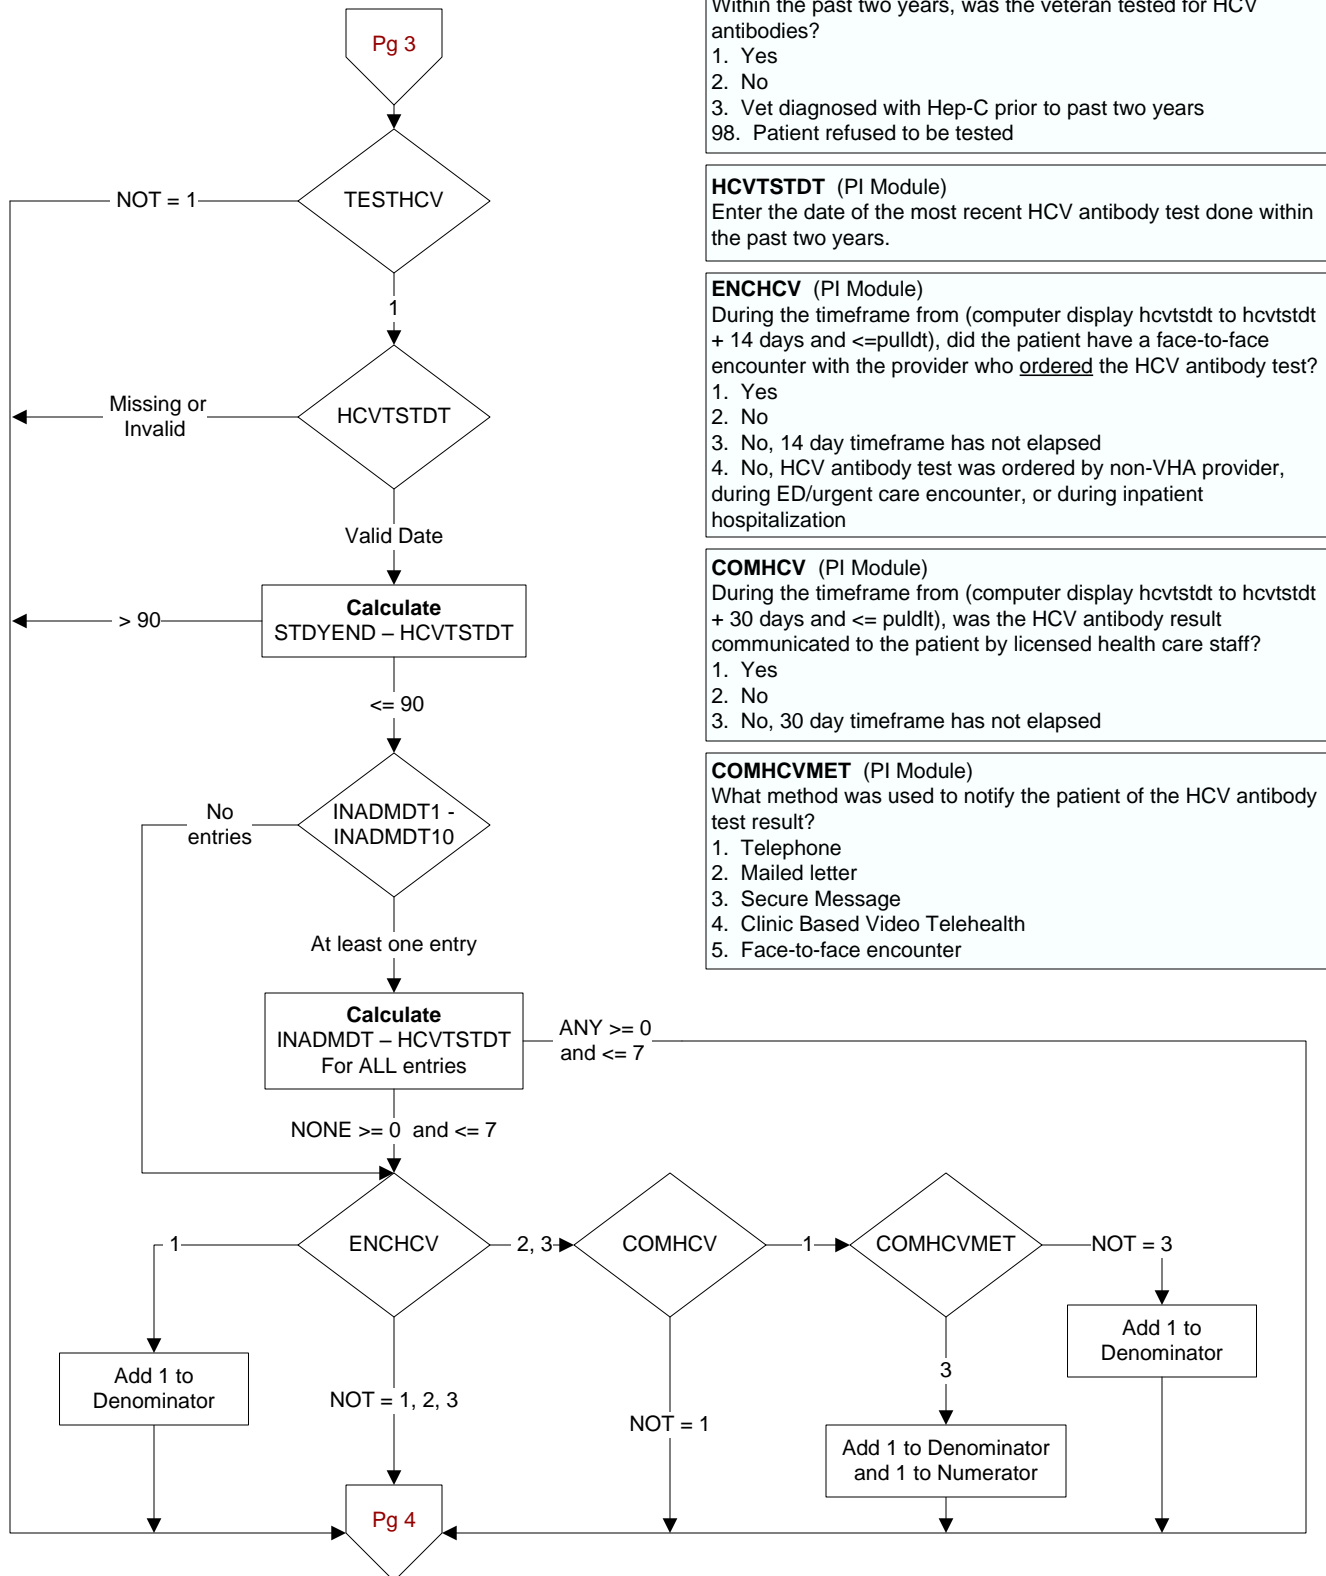 Pg 3
TESTHCV
NOT = 1
1
HCVTSTDT
Missing or
Invalid
Valid Date
Calculate
STDYEND – HCVTSTDT
> 90
<= 90
INADMDT1 -
INADMDT10
No
entries
At least one entry
Calculate
INADMDT – HCVTSTDT
For ALL entries
ANY >= 0
and <= 7
NONE >= 0 and <= 7
ENCHCV
1
2, 3
COMHCV
1
COMHCVMET
NOT = 3
Add 1 to
Denominator
NOT = 1, 2, 3
NOT = 1
3
Add 1 to Denominator
and 1 to Numerator
Add 1 to
Denominator
Pg 4
Within the past two years, was the veteran tested for HCV
antibodies?
1. Yes
2. No
3. Vet diagnosed with Hep-C prior to past two years
98. Patient refused to be tested
HCVTSTDT (PI Module)
Enter the date of the most recent HCV antibody test done within
the past two years.
ENCHCV (PI Module)
During the timeframe from (computer display hcvtstdt to hcvtstdt
+ 14 days and <=pulldt), did the patient have a face-to-face
encounter with the provider who ordered the HCV antibody test?
1. Yes
2. No
3. No, 14 day timeframe has not elapsed
4. No, HCV antibody test was ordered by non-VHA provider,
during ED/urgent care encounter, or during inpatient
hospitalization
COMHCV (PI Module)
During the timeframe from (computer display hcvtstdt to hcvtstdt
+ 30 days and <= puldlt), was the HCV antibody result
communicated to the patient by licensed health care staff?
1. Yes
2. No
3. No, 30 day timeframe has not elapsed
COMHCVMET (PI Module)
What method was used to notify the patient of the HCV antibody
test result?
1. Telephone
2. Mailed letter
3. Secure Message
4. Clinic Based Video Telehealth
5. Face-to-face encounter